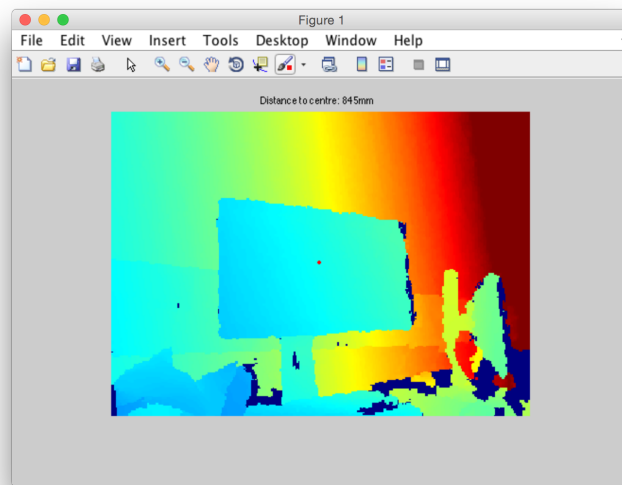 Figure 1
File Edit View Insert Tools Desktop Window Help
Distance to centre: 845mm